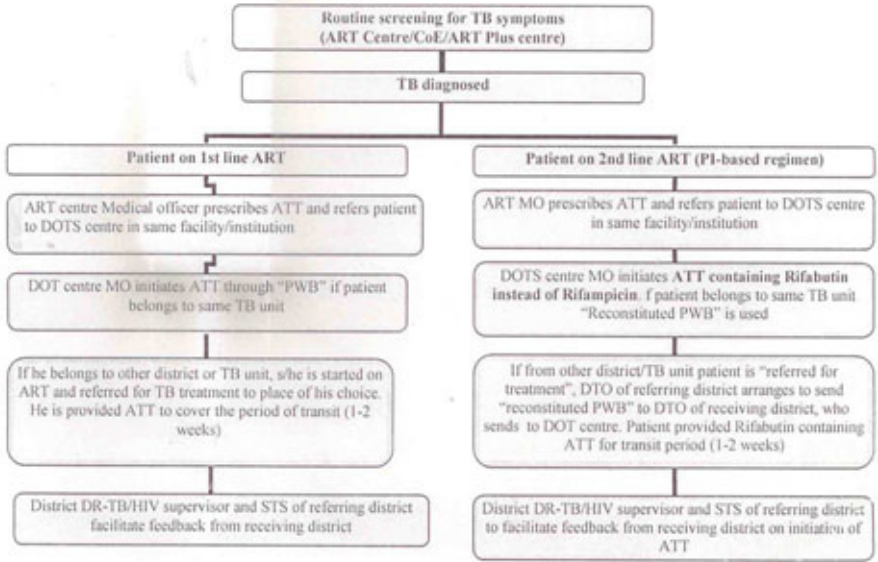 Routine screening for TB symptoms
(ART Centre/CoE/ART Plus centre)
TB diagnosed
Patient on 1st line ART
ART centre Medical officer prescribes ATT and refers patient
to DOTS centre in same facility/institution
DOT centre MO initiates ATT through "PWB" if patient
belongs to same TB unit
If he belongs to other district or TB unit, s/he is started on
ART and referred for TB treatment to place of his choice.
He is provided ATT to cover the period of transit (1-2
weeks)
District DR-TB/HIV supervisor and STS of referring district
facilitate feedback from receiving district
Patient on 2nd line ART (PI-based regimen)
ART MO prescribes ATT and refers patient to DOTS centre
in same facility/institution
DOTS centre MO initiates ATT containing Rifabutin
instead of Rifampicin. f patient belongs to same TB unit
"Reconstituted PWB" is used
If from other district/TB unit patient is "referred for
treatment", DTO of referring district arranges to send
"reconstituted PWB" to DTO of receiving district, who
sends to DOT centre. Patient provided Rifabutin containing
ATT for transit period (1-2 weeks)
District DR-TB/HIV supervisor and STS of referring district
to facilitate feedback from receiving district on initiation of
ATT